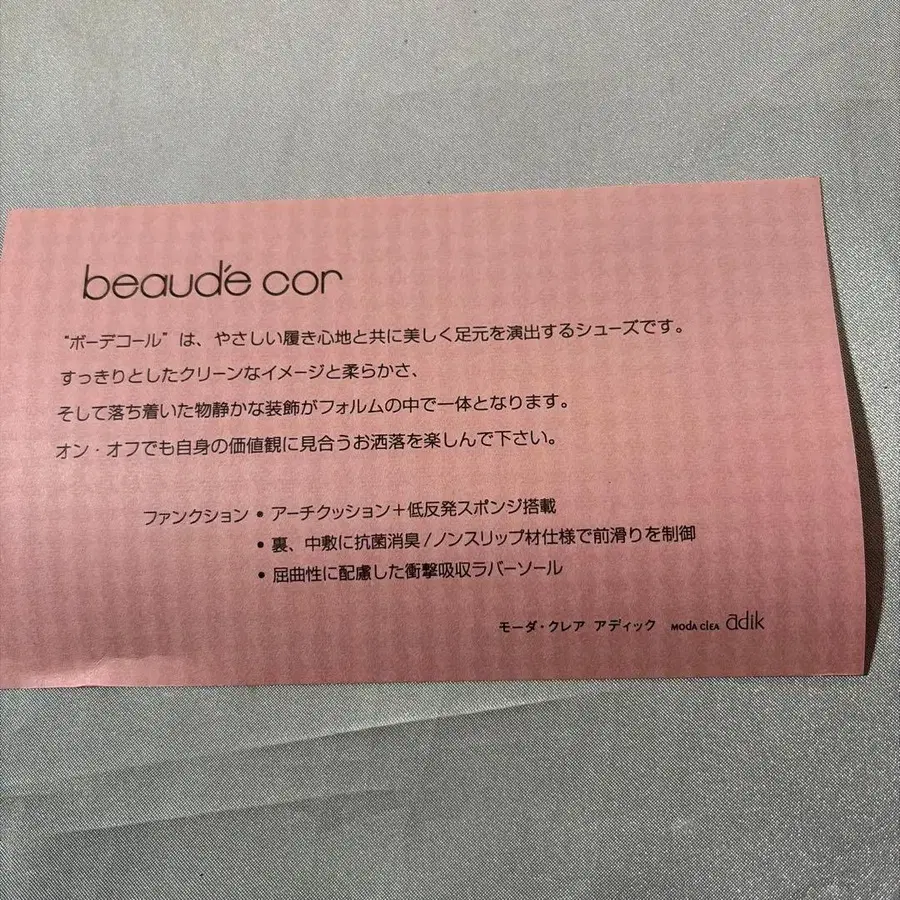 beaudé cor
"ボーデコール" は、やさしい履き心地と共に美しく足元を演出するシューズです。
すっきりとしたクリーンなイメージと柔らかさ、
そして落ち着いた物静かな装飾がフォルムの中で一体となります。
オン・オフでも自身の価値観に見合うお洒落を楽しんで下さい。
ファンクション • アーチクッション+低反発スポンジ搭載
• 裏、中敷に抗菌消臭/ノンスリップ材仕様で前滑りを制御
• 屈曲性に配慮した衝撃吸収ラバーソール
モーダ・クレア アディック MODA CLEA adik